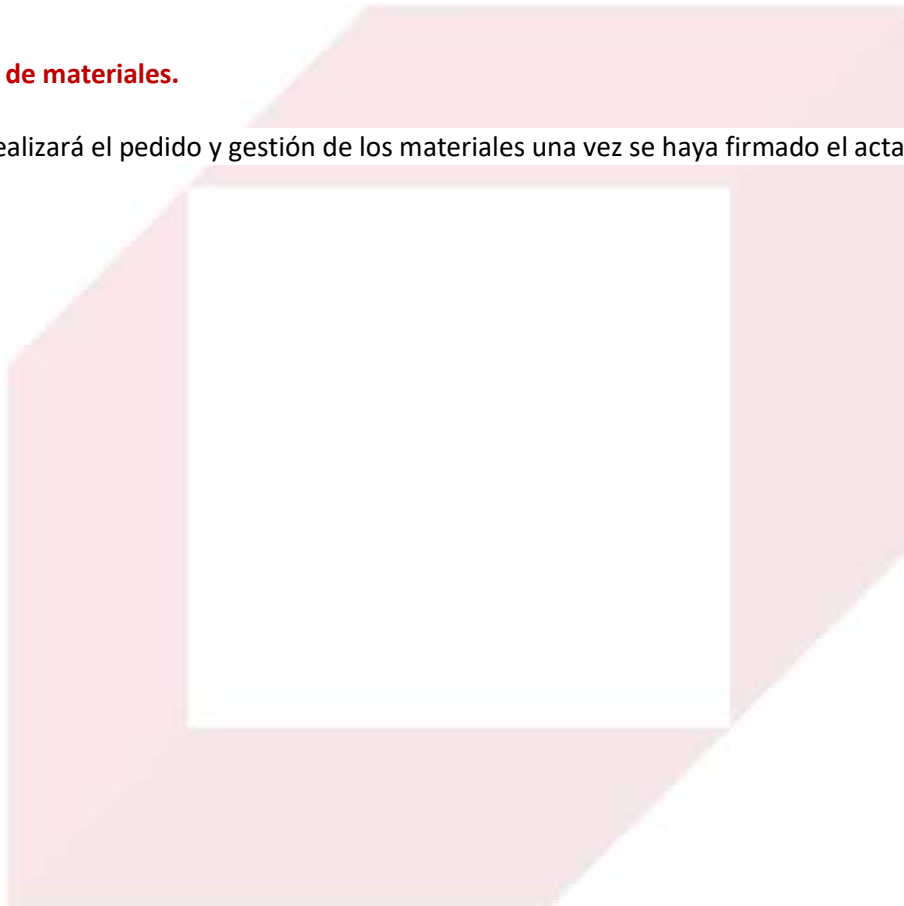 de materiales.
ealizará el pedido y gestión de los materiales una vez se haya firmado el acta